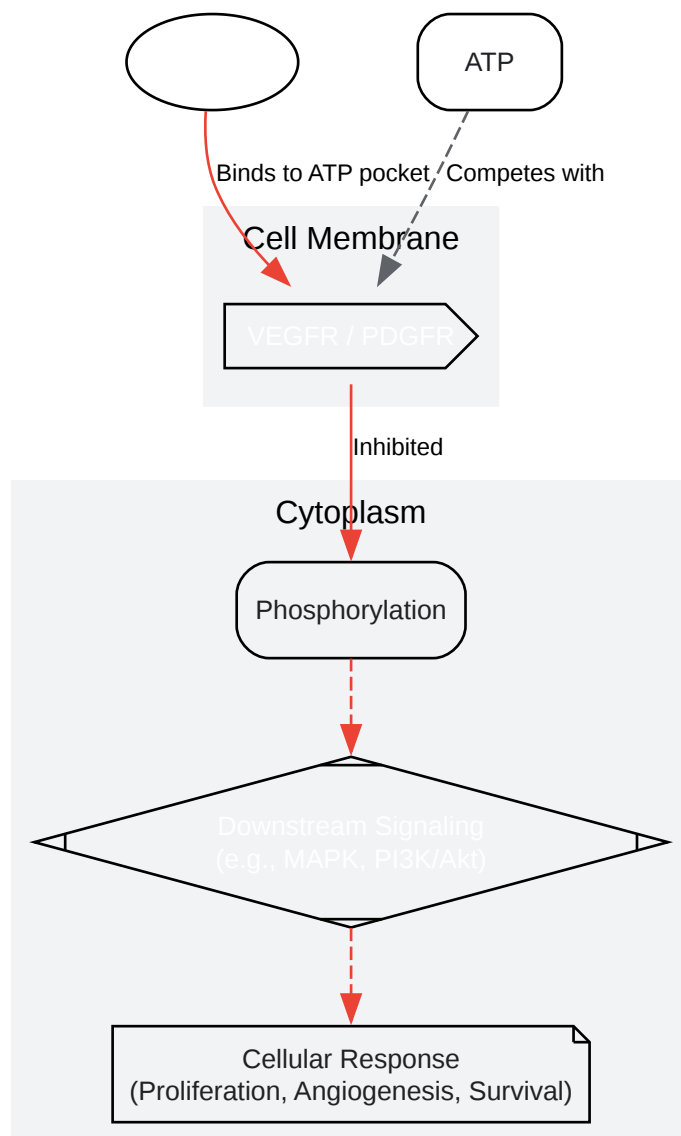 ATP
Binds to ATP pocket
Competes with
Cell Membrane
VEGFR / PDGFR
Inhibited
Cytoplasm
Phosphorylation
Downstream Signaling
(e.g., MAPK, PI3K/Akt)
Cellular Response
(Proliferation, Angiogenesis, Survival)